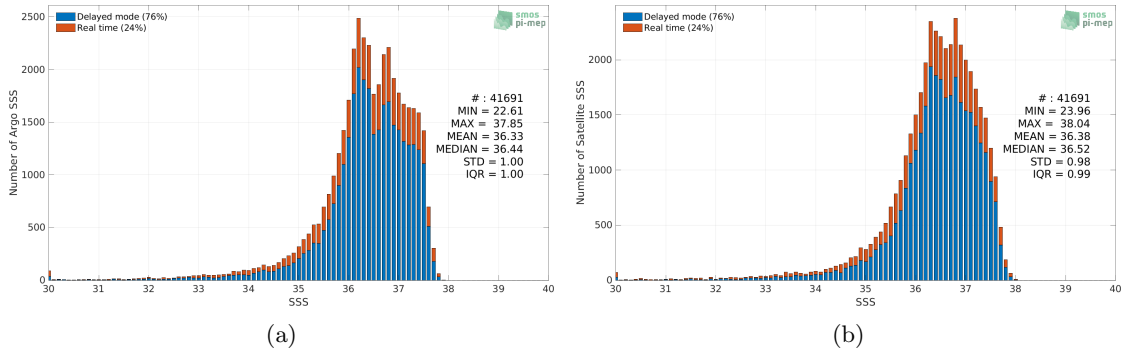 Delayed mode (76%)
Real time (24%)
smos
pi-mep
2500
2000
1500
1000
500
0
Number of Argo SSS
# : 41691
MIN = 22.61
MAX = 37.85
MEAN = 36.33
MEDIAN = 36.44
STD = 1.00
IQR = 1.00
30 31 32 33 34 35 36 37 38 39 40
SSS
(a)
Delayed mode (76%)
Real time (24%)
smos
pi-mep
2000
1500
1000
500
0
Number of Satellite SSS
# : 41691
MIN = 23.96
MAX = 38.04
MEAN = 36.38
MEDIAN = 36.52
STD = 0.98
IQR = 0.99
30 31 32 33 34 35 36 37 38 39 40
SSS
(b)